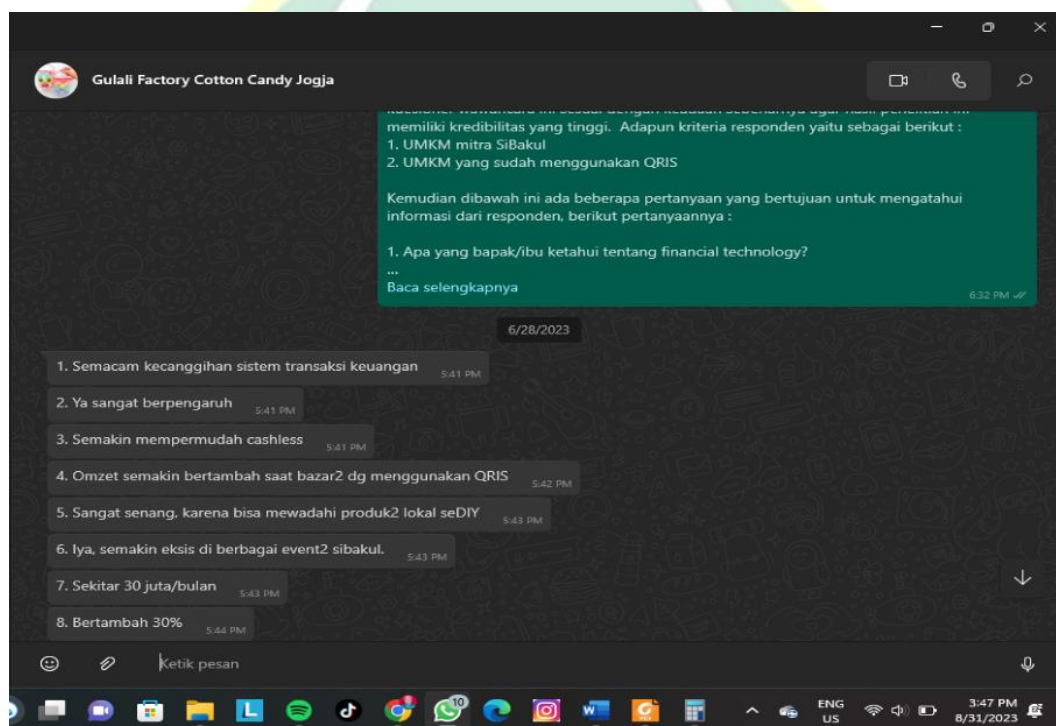 Gulali Factory Cotton Candy Jogja
memiliki kredibilitas yang tinggi. Adapun kriteria responden yaitu sebagai berikut :
1. UMKM mitra SiBakul
2. UMKM yang sudah menggunakan QRIS
Kemudian dibawah ini ada beberapa pertanyaan yang bertujuan untuk mengatahui
informasi dari responden, berikut pertanyaannya :
1. Apa yang bapak/ibu ketahui tentang financial technology?
...
Baca selengkapnya
6:32 PM
6/28/2023
1. Semacam kecanggihan sistem transaksi keuangan 5:41 PM
2. Ya sangat berpengaruh 5:41 PM
3. Semakin mempermudah cashless 5:41 PM
4. Omzet semakin bertambah saat bazar2 dg menggunakan QRIS 5:42 PM
5. Sangat senang, karena bisa mewadahi produk2 lokal seDIY 5:43 PM
6. Iya, semakin eksis di berbagai event2 sibakul. 5:43 PM
7. Sekitar 30 juta/bulan 5:43 PM
8. Bertambah 30% 5:44 PM
Ketik pesan
10
ENG
US
3:47 PM
8/31/2023